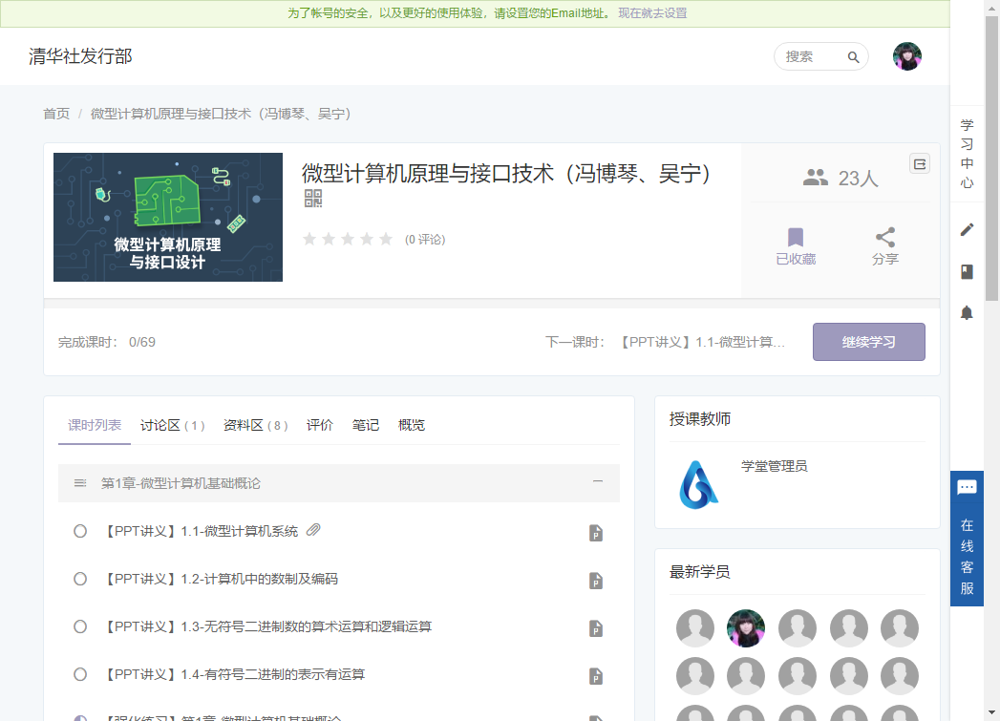 为了帐号的安全，以及更好的使用体验，请设置您的Email地址。 现在就去设置
清华社发行部
搜索
首页 / 微型计算机原理与接口技术（冯博琴、吴宁）
微型计算机原理
与接口设计
微型计算机原理与接口技术（冯博琴、吴宁）
(0 评论)
23人
已收藏
分享
完成课时： 0/69
下一课时： 【PPT讲义】1.1-微型计算…
继续学习
课时列表 讨论区 ( 1 ) 资料区 ( 8 ) 评价 笔记 概览
第1章-微型计算机基础概论
【PPT讲义】1.1-微型计算机系统
【PPT讲义】1.2-计算机中的数制及编码
【PPT讲义】1.3-无符号二进制数的算术运算和逻辑运算
【PPT讲义】1.4-有符号二进制的表示有运算
【强化练习】第1章-微型计算机基础概论
授课教师
学堂管理员
最新学员
学习中心
在线客服